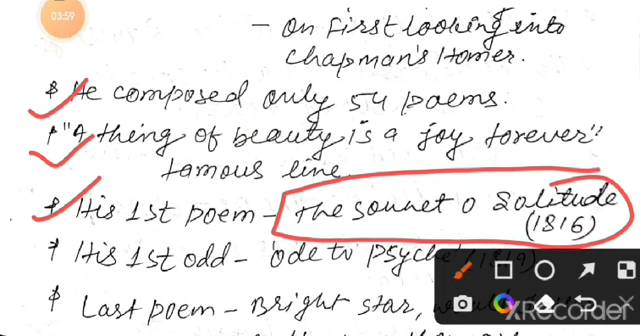 03:59
- On First Looking into
Chapman's Homer.
* He composed only 54 poems.
* "A thing of beauty is a joy forever"
famous line.
* His 1st poem - The Sonnet O Solitude
(1816)
* His 1st odd - 'Ode to Psyche' (1819)
* Last poem - Bright Star,
XRecorder